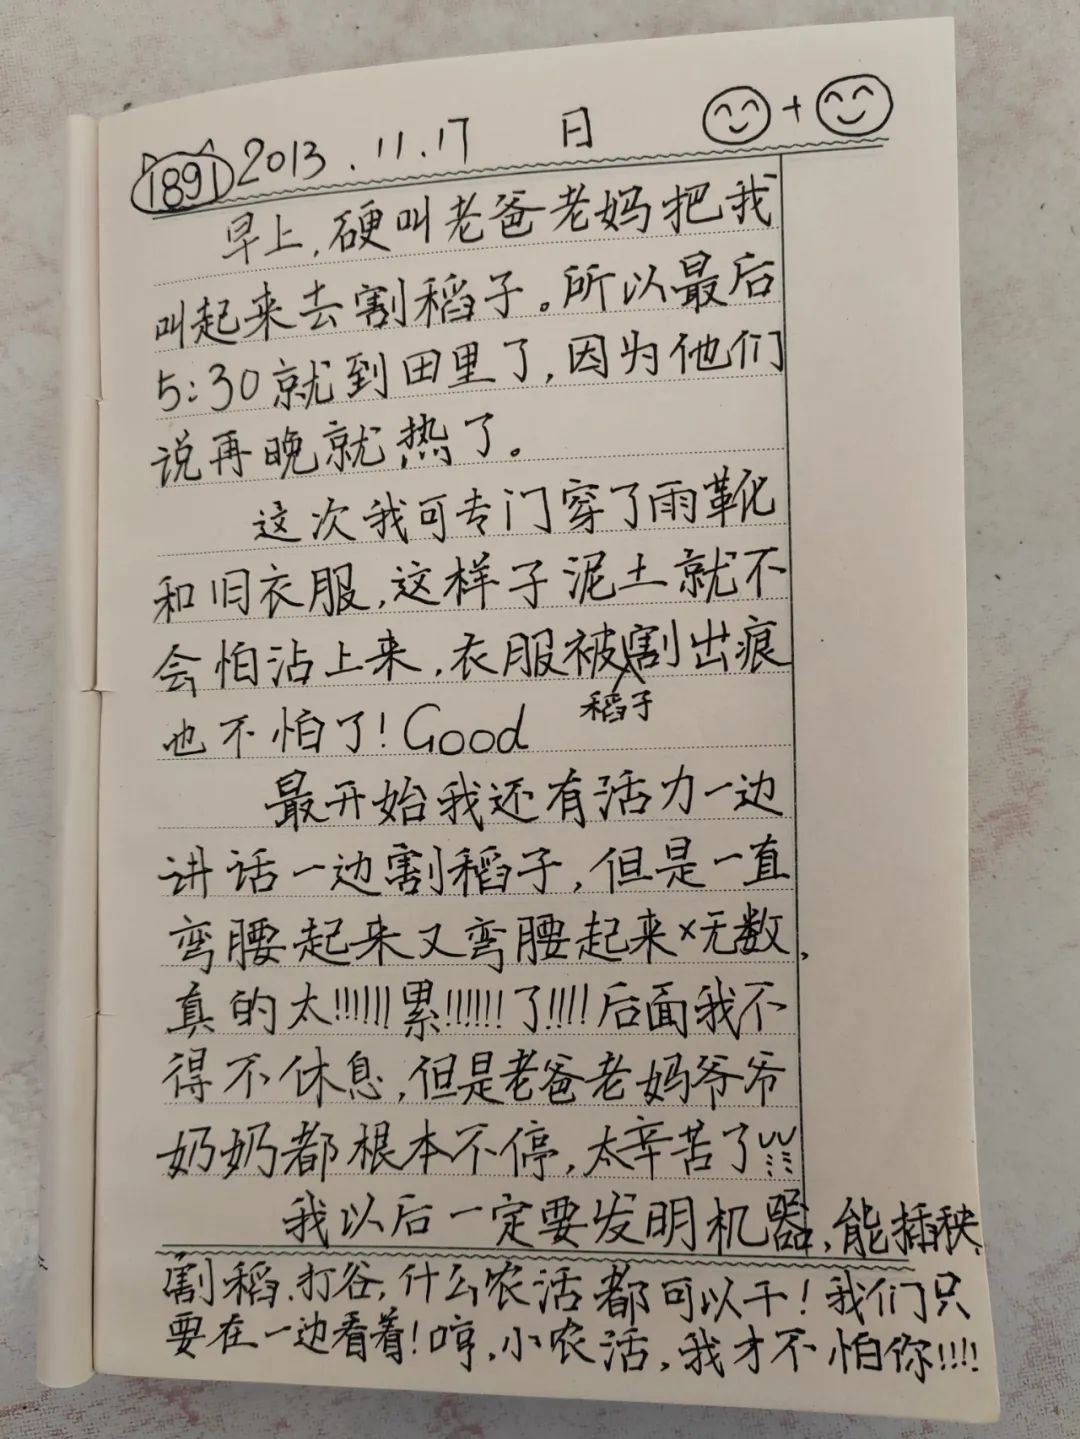 1891 2013.11.17 日 +
早上,硬叫老爸老妈把我
叫起来去割稻子。所以最后
5:30就到田里了,因为他们
说再晚就热了。
这次我可专门穿了雨靴
和旧衣服,这样子泥土就不
会怕沾上来,衣服被割出痕
稻子
也不怕了!Good
最开始我还有活力一边
讲话一边割稻子,但是一直
弯腰起来又弯腰起来×无数,
真的太!!!!!!!累!!!!!!!了!!!!后面我不
得不休息,但是老爸老妈爷爷
奶奶都根本不停,太辛苦了
我以后一定要发明机器,能插秧、
割稻、打谷,什么农活都可以干!我们只
要在一边看着!哼,小农活,我才不怕你!!!!